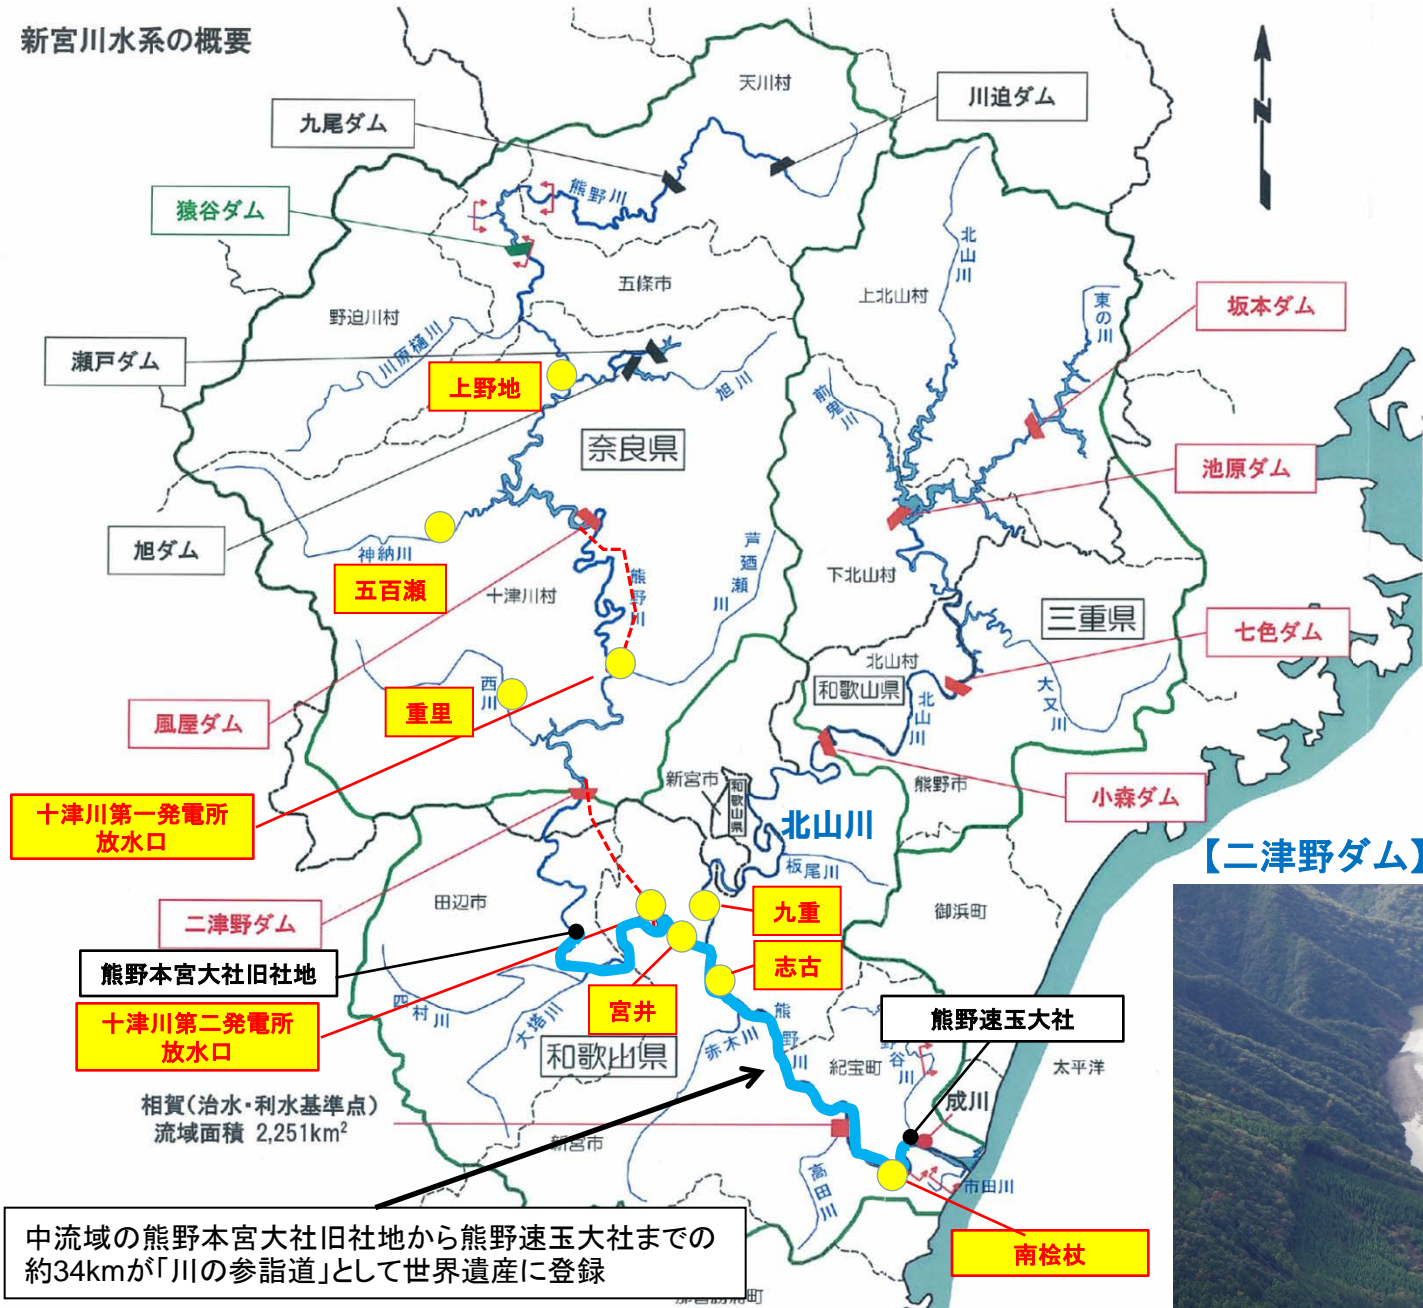 新宮川水系の概要
天川村
九尾ダム
川迫ダム
N
熊野川
猿谷ダム
北山川
五條市
上北山村
東の川
坂本ダム
野迫川村
川原樋川
瀬戸ダム
上野地
旭川
前鬼川
奈良県
池原ダム
旭ダム
神納川
五百瀬
十津川村
熊野川
芦廼瀬川
下北山村
三重県
七色ダム
北山村
和歌山県
西川
重里
風屋ダム
北山川
大又川
新宮市
和歌山県
熊野市
小森ダム
十津川第一発電所
放水口
北山川
板尾川
【二津野ダム】
田辺市
二津野ダム
九重
御浜町
熊野本宮大社旧社地
志古
四村川
十津川第二発電所
放水口
宮井
大塔川
熊野川
熊野速玉大社
赤木川
和歌山県
紀宝町
谷川
太平洋
相賀(治水・利水基準点)
流域面積 2,251km²
成川
新宮市
高田川
市田川
中流域の熊野本宮大社旧社地から熊野速玉大社までの
約34kmが「川の参詣道」として世界遺産に登録
南桧杖